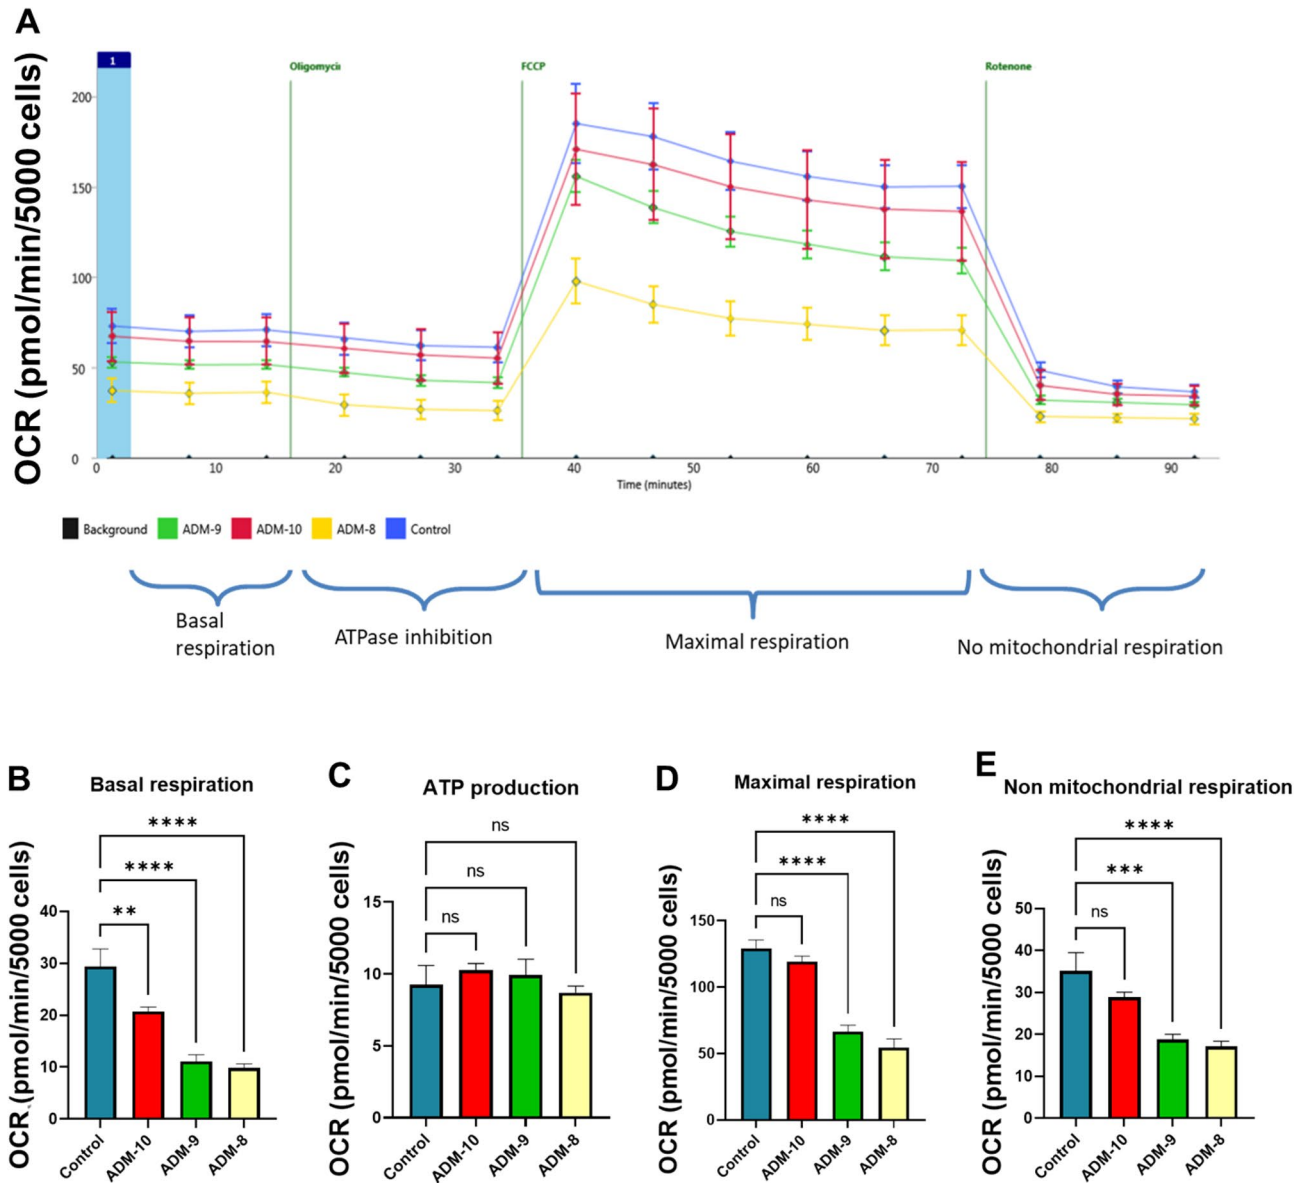 A
OCR (pmol/min/5000 cells)
1
Oligomycii
FCCP
Rotenone
200
150
100
50
0
0 10 20 30 40 50 60 70 80 90
Time (minutes)
Background ADM-9 ADM-10 ADM-8 Control
Basal
respiration
ATPase inhibition
Maximal respiration
No mitochondrial respiration
B
Basal respiration
OCR (pmol/min/5000 cells)
40
30
20
10
0
**
****
****
Control ADM-10 ADM-9 ADM-8
C
ATP production
OCR (pmol/min/5000 cells)
15
10
5
0
ns
ns
ns
Control ADM-10 ADM-9 ADM-8
D
Maximal respiration
OCR (pmol/min/5000 cells)
150
100
50
0
****
****
ns
Control ADM-10 ADM-9 ADM-8
E
Non mitochondrial respiration
OCR (pmol/min/5000 cells)
50
40
30
20
10
0
****
***
ns
Control ADM-10 ADM-9 ADM-8